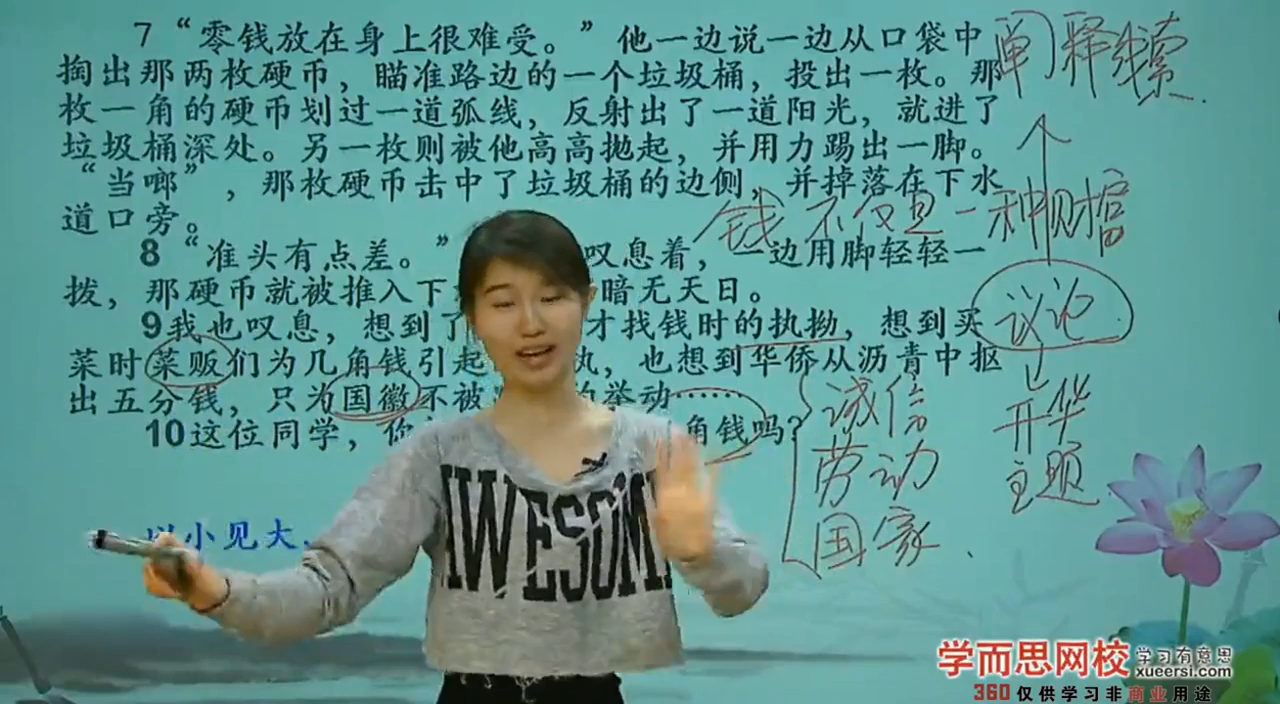 7“零钱放在身上很难受。”他一边说一边从口袋中
掏出那两枚硬币，瞄准路边的一个垃圾桶，投出一枚。那
枚一角的硬币划过一道弧线，反射出了一道阳光，就进了
垃圾桶深处。另一枚则被他高高抛起，并用力踢出一脚。
“当啷”，那枚硬币击中了垃圾桶的边侧，并掉落在下水
道口旁。
8“准头有点差。” 叹息着，一边用脚轻轻一
拨，那硬币就被推入下 暗无天日。
9我也叹息，想到了 才找钱时的执拗，想到买
菜时菜贩们为几角钱引起 执，也想到华侨从沥青中抠
出五分钱，只为国徽不被 的举动……
10这位同学，你 角钱吗？
以小见大.
阐释线索.
钱不仅是一种财富
议论
升华
主题
诚信
劳动
国家.
AWESOM
学而思网校
学习有意思
xueersi.com
360仅供学习非商业用途